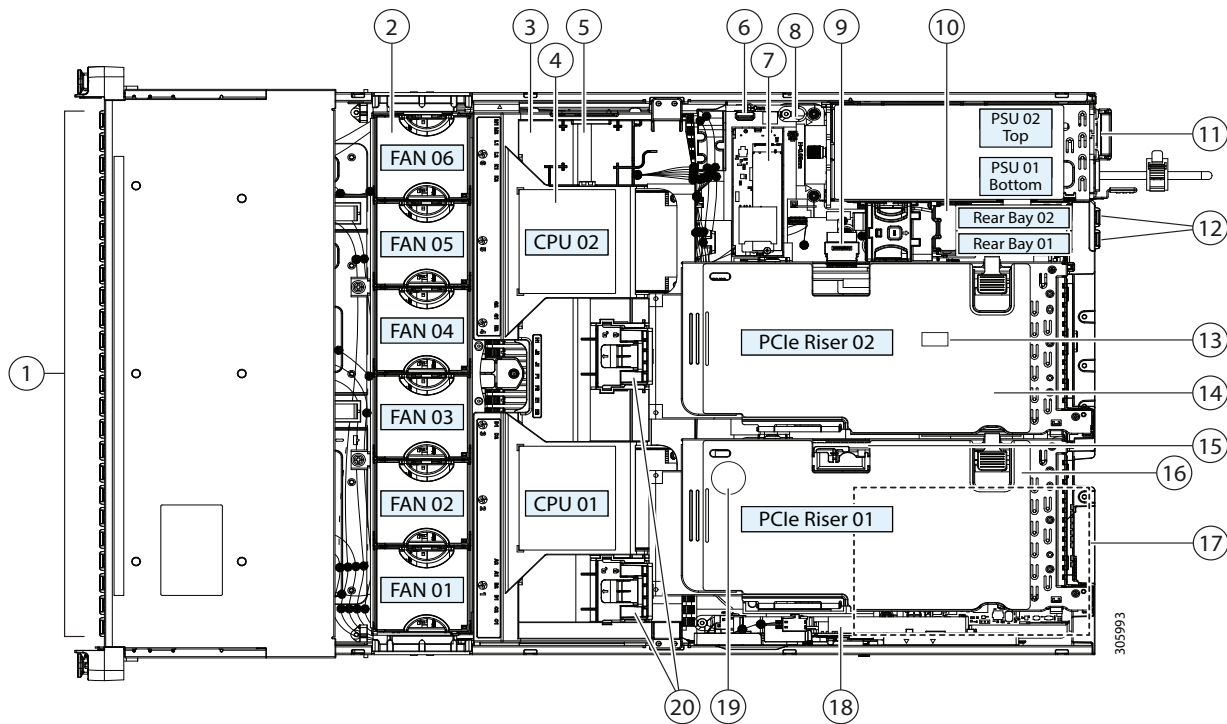 2
3
4
5
6
7
8
9
10
PSU 02
Top
PSU 01
Bottom
11
FAN 06
Rear Bay 02
Rear Bay 01
12
FAN 05
CPU 02
FAN 04
PCIe Riser 02
13
1
14
FAN 03
15
16
FAN 02
CPU 01
PCIe Riser 01
17
FAN 01
305993
20
19
18